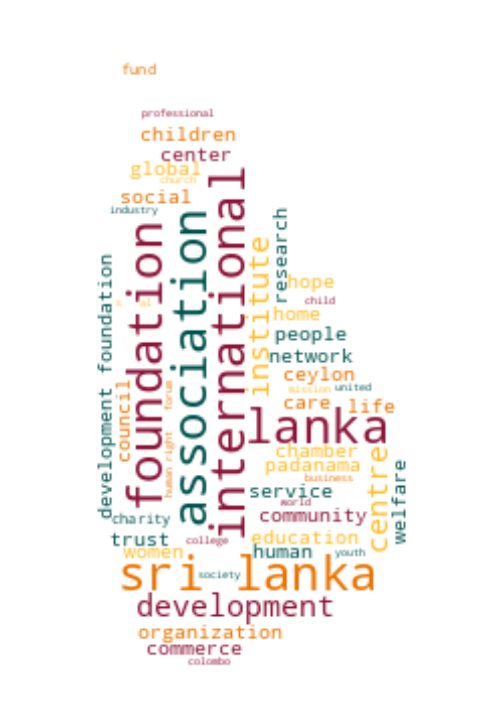 fund
professional
children
center
global
church
social
industry
international
association
foundation
research
institute
hope
child
home
people
network
development foundation
ceylon
mission
united
council
forum
care
life
lanka
human right
chamber
padanama
business
centre
welfare
service
world
community
charity
trust
college
education
women
human
youth
sri lanka
society
development
organization
commerce
colombo